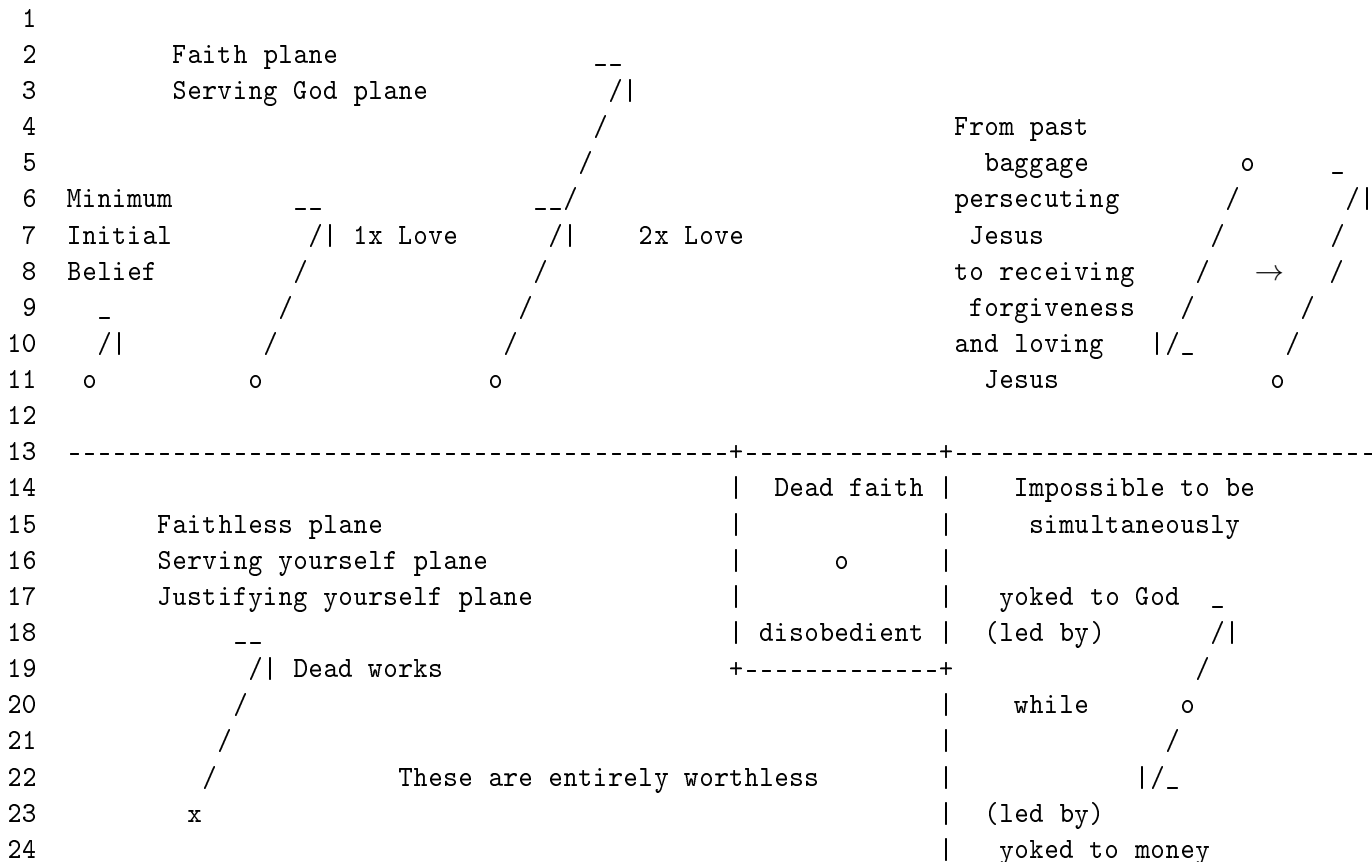 1
2         Faith plane                 __
3         Serving God plane            /|
4                                     /                       From past
5                                    /                          baggage          o     _
6  Minimum        __              __/                         persecuting       /       /|
7  Initial         /| 1x Love      /|    2x Love               Jesus           /       /
8  Belief         /               /                           to receiving    /   →   /
9    _           /               /                             forgiveness   /       /
10   /|         /               /                             and loving   |/_      /
11  o          o               o                                Jesus            o
12
13 --------------------------------------------+-------------+----------------------------
14                                             |  Dead faith |    Impossible to be
15       Faithless plane                       |             |     simultaneously
16       Serving yourself plane                |      o      |
17       Justifying yourself plane             |             |   yoked to God  _
18            __                               | disobedient |  (led by)       /|
19             /| Dead works                   +-------------+                /
20            /                                              |    while      o
21           /                                               |              /
22          /            These are entirely worthless        |            |/_
23         x                                                 |  (led by)
24                                                           |   yoked to money